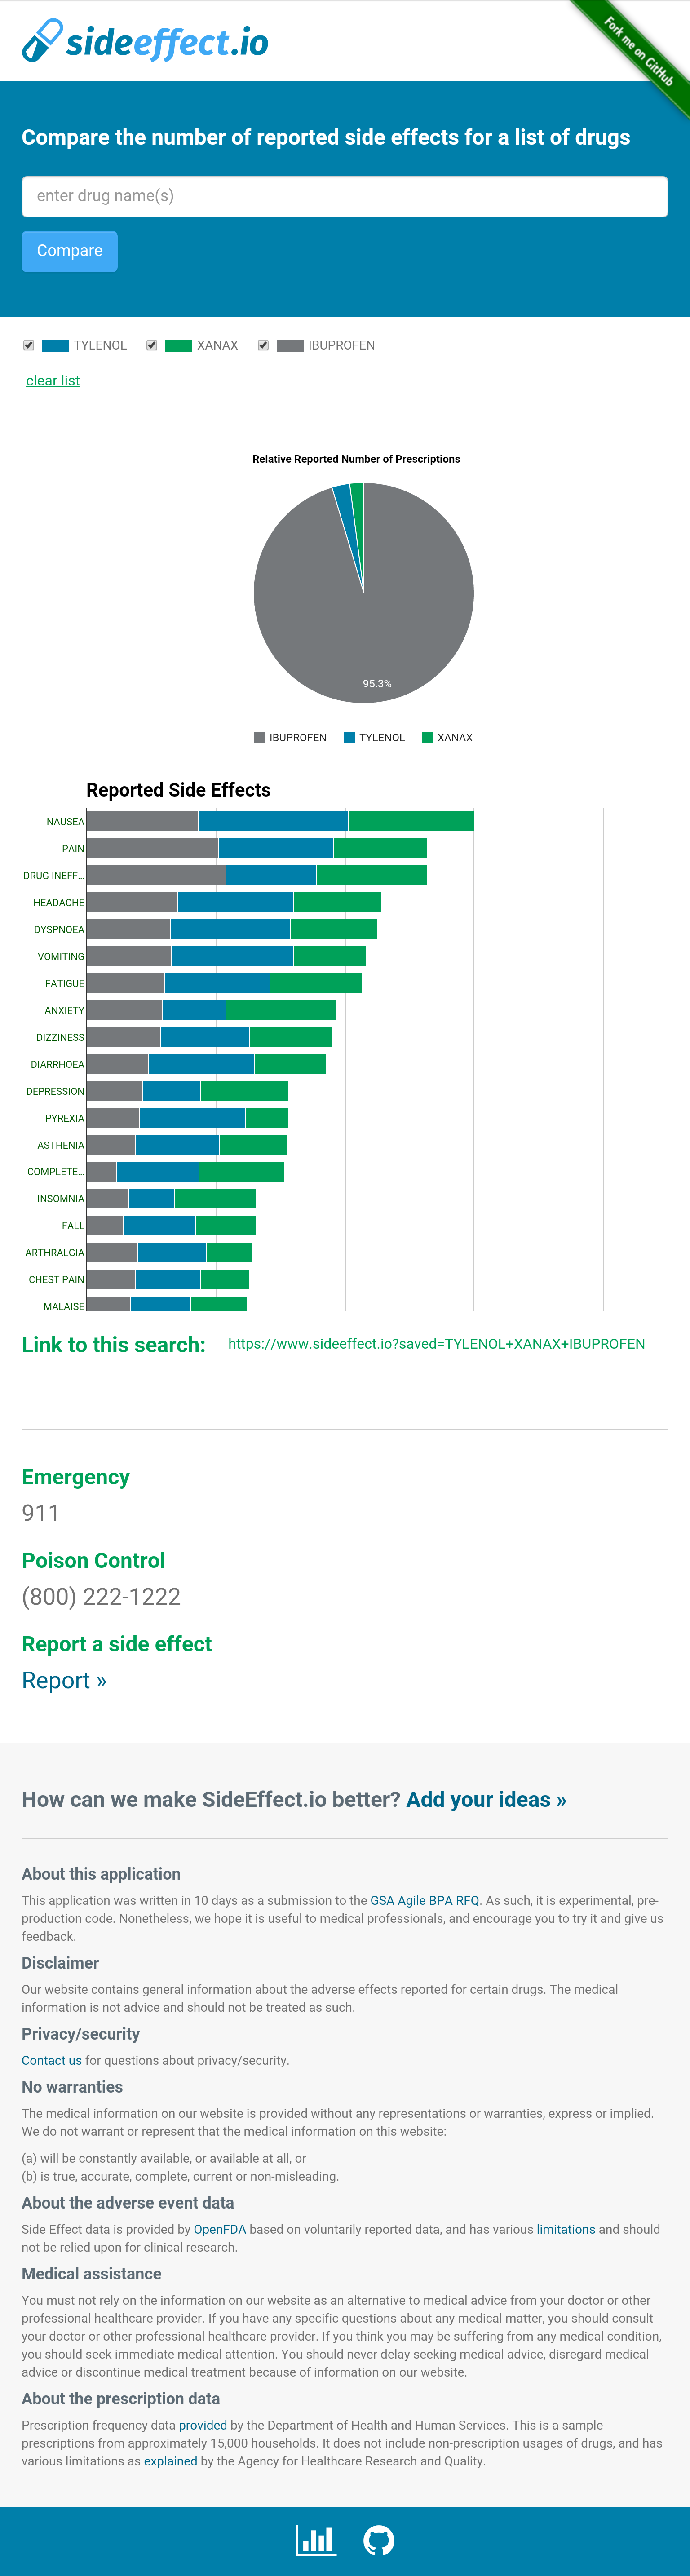 sideeffect.io
Fork me on GitHub
Compare the number of reported side effects for a list of drugs
enter drug name(s)
Compare
TYLENOL XANAX IBUPROFEN
clear list
Relative Reported Number of Prescriptions
95.3%
IBUPROFEN TYLENOL XANAX
Reported Side Effects
NAUSEA
PAIN
DRUG INEFF...
HEADACHE
DYSPNOEA
VOMITING
FATIGUE
ANXIETY
DIZZINESS
DIARRHOEA
DEPRESSION
PYREXIA
ASTHENIA
COMPLETE...
INSOMNIA
FALL
ARTHRALGIA
CHEST PAIN
MALAISE
Link to this search: https://www.sideeffect.io?saved=TYLENOL+XANAX+IBUPROFEN
Emergency
911
Poison Control
(800) 222-1222
Report a side effect
Report »
How can we make SideEffect.io better? Add your ideas »
About this application
This application was written in 10 days as a submission to the GSA Agile BPA RFQ. As such, it is experimental, pre-
production code. Nonetheless, we hope it is useful to medical professionals, and encourage you to try it and give us
feedback.
Disclaimer
Our website contains general information about the adverse effects reported for certain drugs. The medical
information is not advice and should not be treated as such.
Privacy/security
Contact us for questions about privacy/security.
No warranties
The medical information on our website is provided without any representations or warranties, express or implied.
We do not warrant or represent that the medical information on this website:
(a) will be constantly available, or available at all, or
(b) is true, accurate, complete, current or non-misleading.
About the adverse event data
Side Effect data is provided by OpenFDA based on voluntarily reported data, and has various limitations and should
not be relied upon for clinical research.
Medical assistance
You must not rely on the information on our website as an alternative to medical advice from your doctor or other
professional healthcare provider. If you have any specific questions about any medical matter, you should consult
your doctor or other professional healthcare provider. If you think you may be suffering from any medical condition,
you should seek immediate medical attention. You should never delay seeking medical advice, disregard medical
advice or discontinue medical treatment because of information on our website.
About the prescription data
Prescription frequency data provided by the Department of Health and Human Services. This is a sample
prescriptions from approximately 15,000 households. It does not include non-prescription usages of drugs, and has
various limitations as explained by the Agency for Healthcare Research and Quality.